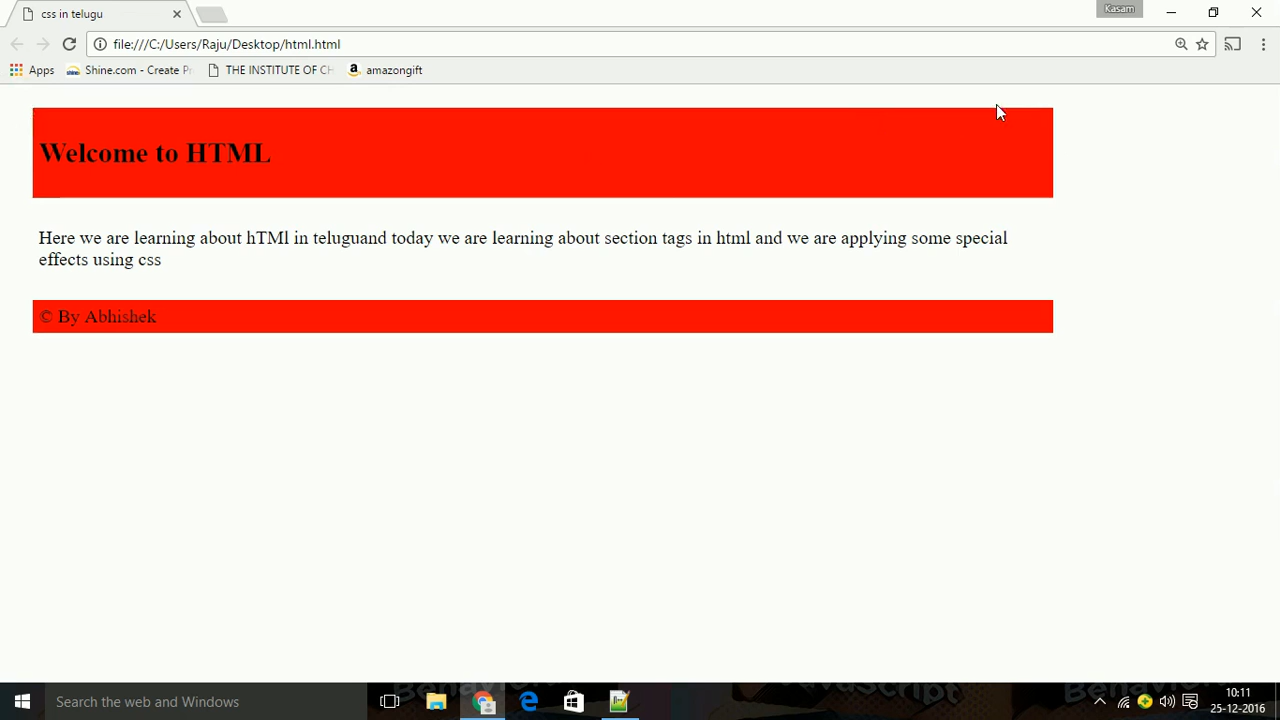 css in telugu
Kasam
file:///C:/Users/Raju/Desktop/html.html
Apps
Shine.com - Create Pr
THE INSTITUTE OF CH
amazongift
Welcome to HTML
Here we are learning about hTMl in teluguand today we are learning about section tags in html and we are applying some special
effects using css
© By Abhishek
Search the web and Windows
10:11
25-12-2016